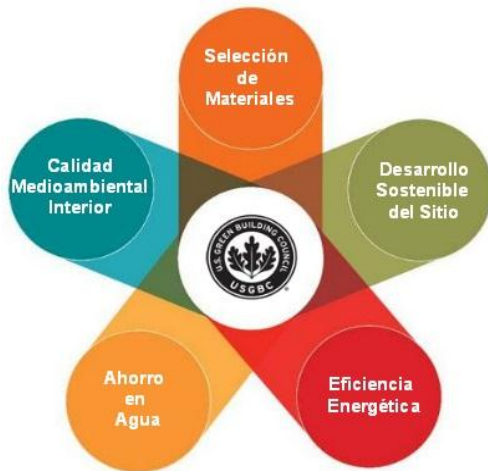 Selección
de
Materiales
Calidad
Medioambiental
Interior
Desarrollo
Sostenible
del Sitio
U.S. GREEN BUILDING COUNCIL
USGBC
®
Ahorro
en
Agua
Eficiencia
Energética